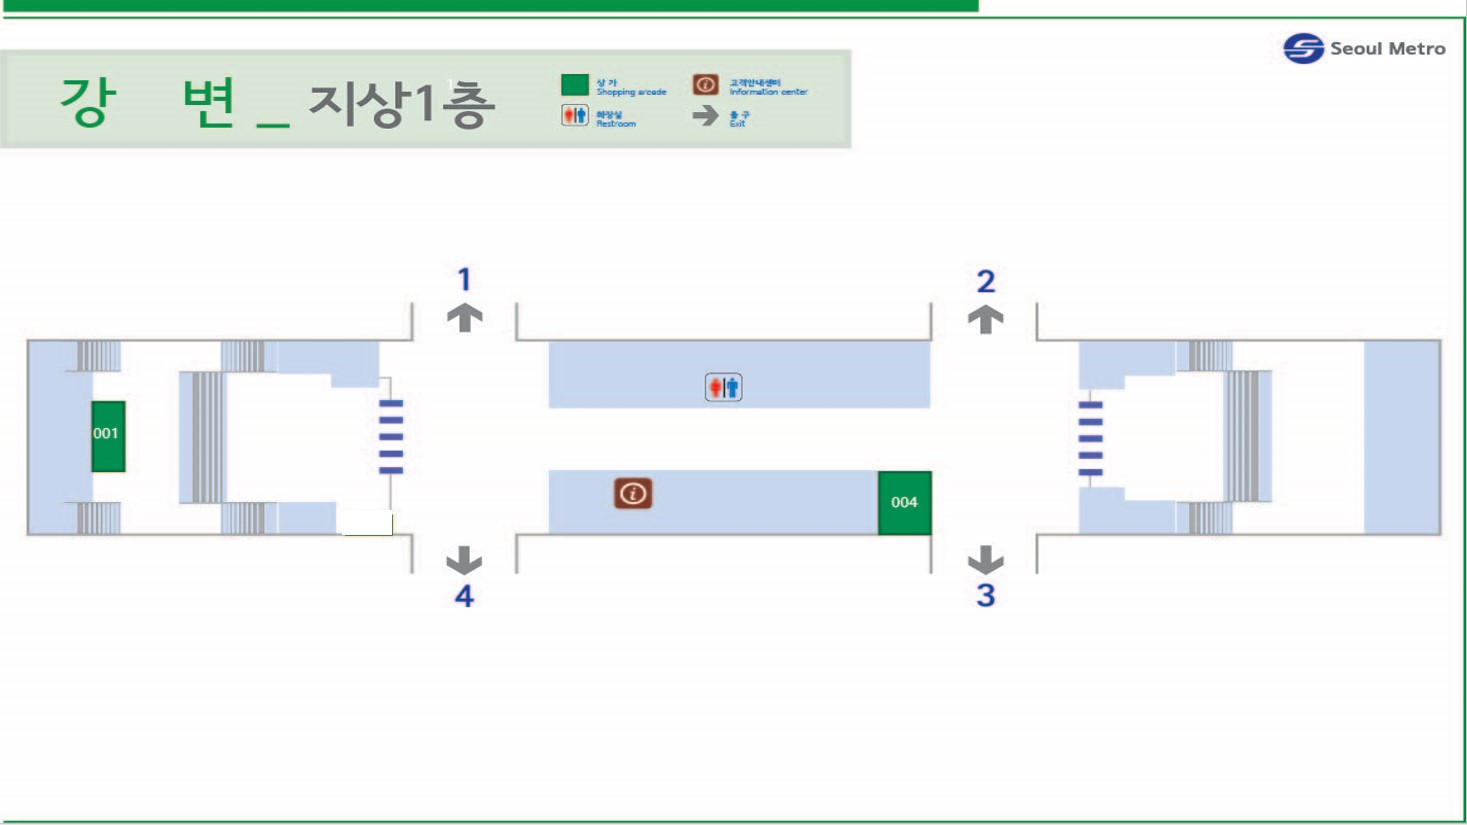 Seoul Metro
강 변 _ 지상1층
상 가
Shopping arcade
고객안내센터
Information center
화장실
Restroom
출 구
Exit
1
2
001
004
4
3